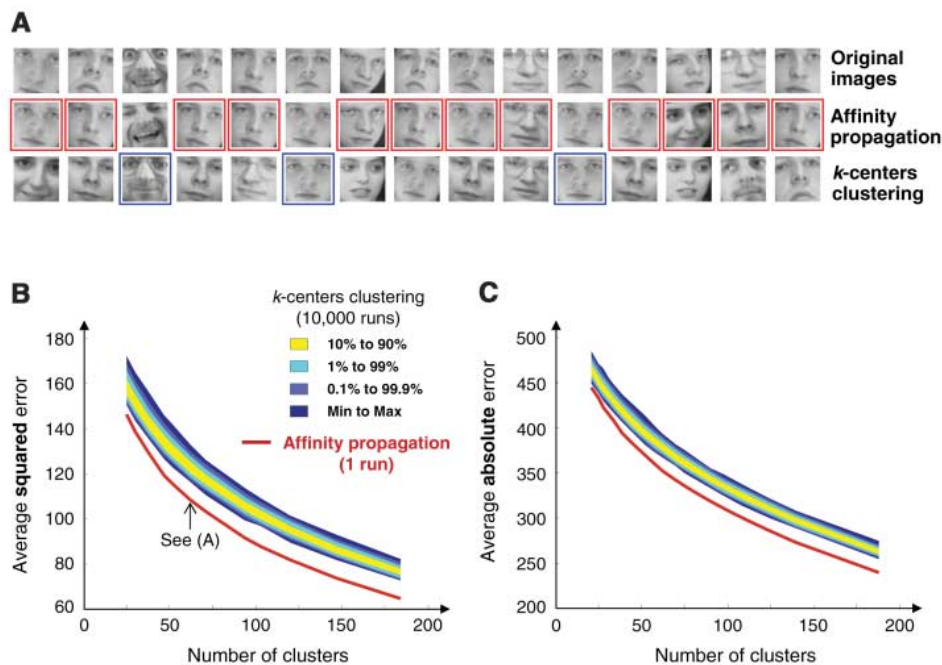 A
Original
images
Affinity
propagation
k-centers
clustering
B
k-centers clustering
(10,000 runs)
10% to 90%
1% to 99%
0.1% to 99.9%
Min to Max
Affinity propagation
(1 run)
See (A)
Average squared error
180
160
140
120
100
80
60
0
50
100
150
200
Number of clusters
C
Average absolute error
500
450
400
350
300
250
200
0
50
100
150
200
Number of clusters